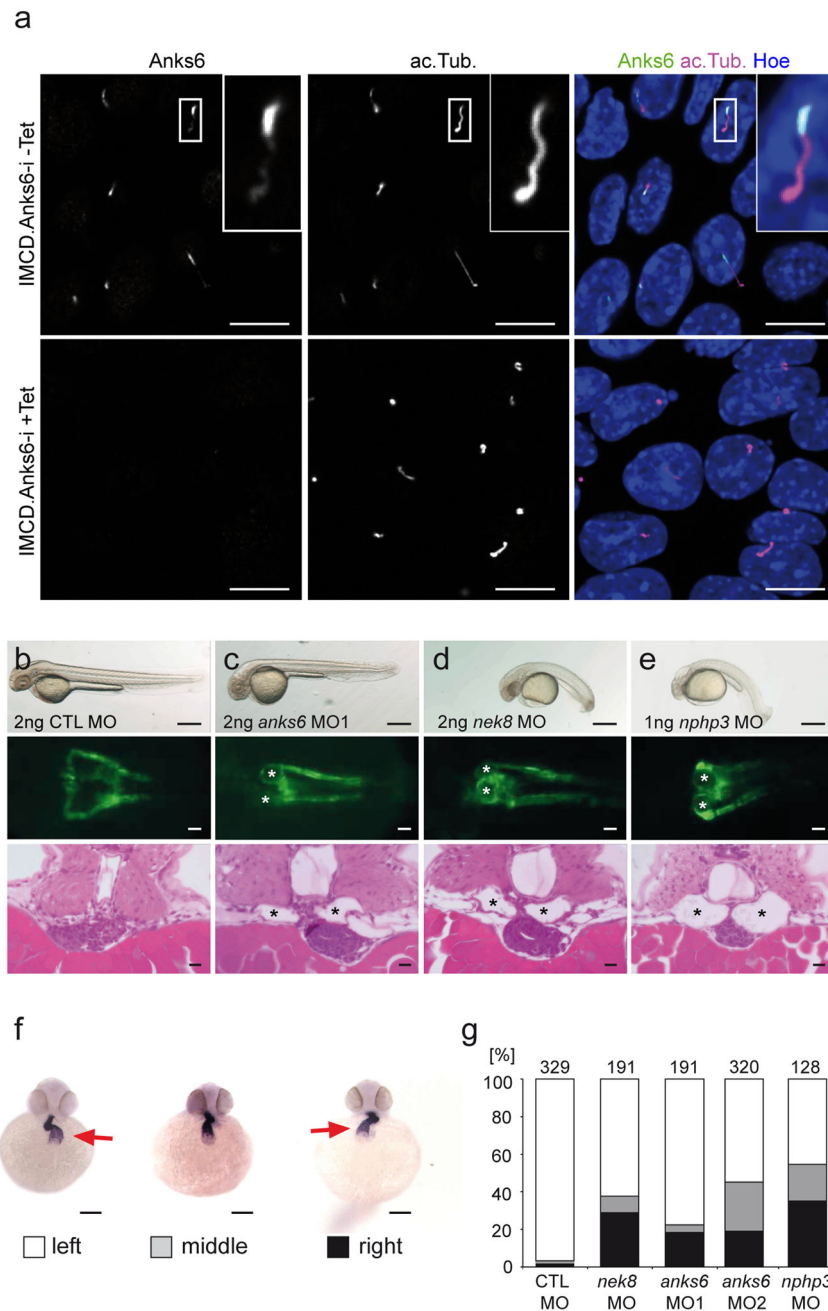 a
Anks6
ac.Tub.
Anks6 ac.Tub. Hoe
IMCD.Anks6-i -Tet
IMCD.Anks6-i +Tet
b
2ng CTL MO
c
2ng anks6 MO1
d
2ng nek8 MO
e
1ng nphp3 MO
* *
* *
* *
* *
* *
* *
f
left
middle
right
g
[%]
329 191 191 320 128
100
80
60
40
20
0
CTL MO
nek8 MO
anks6 MO1
anks6 MO2
nphp3 MO